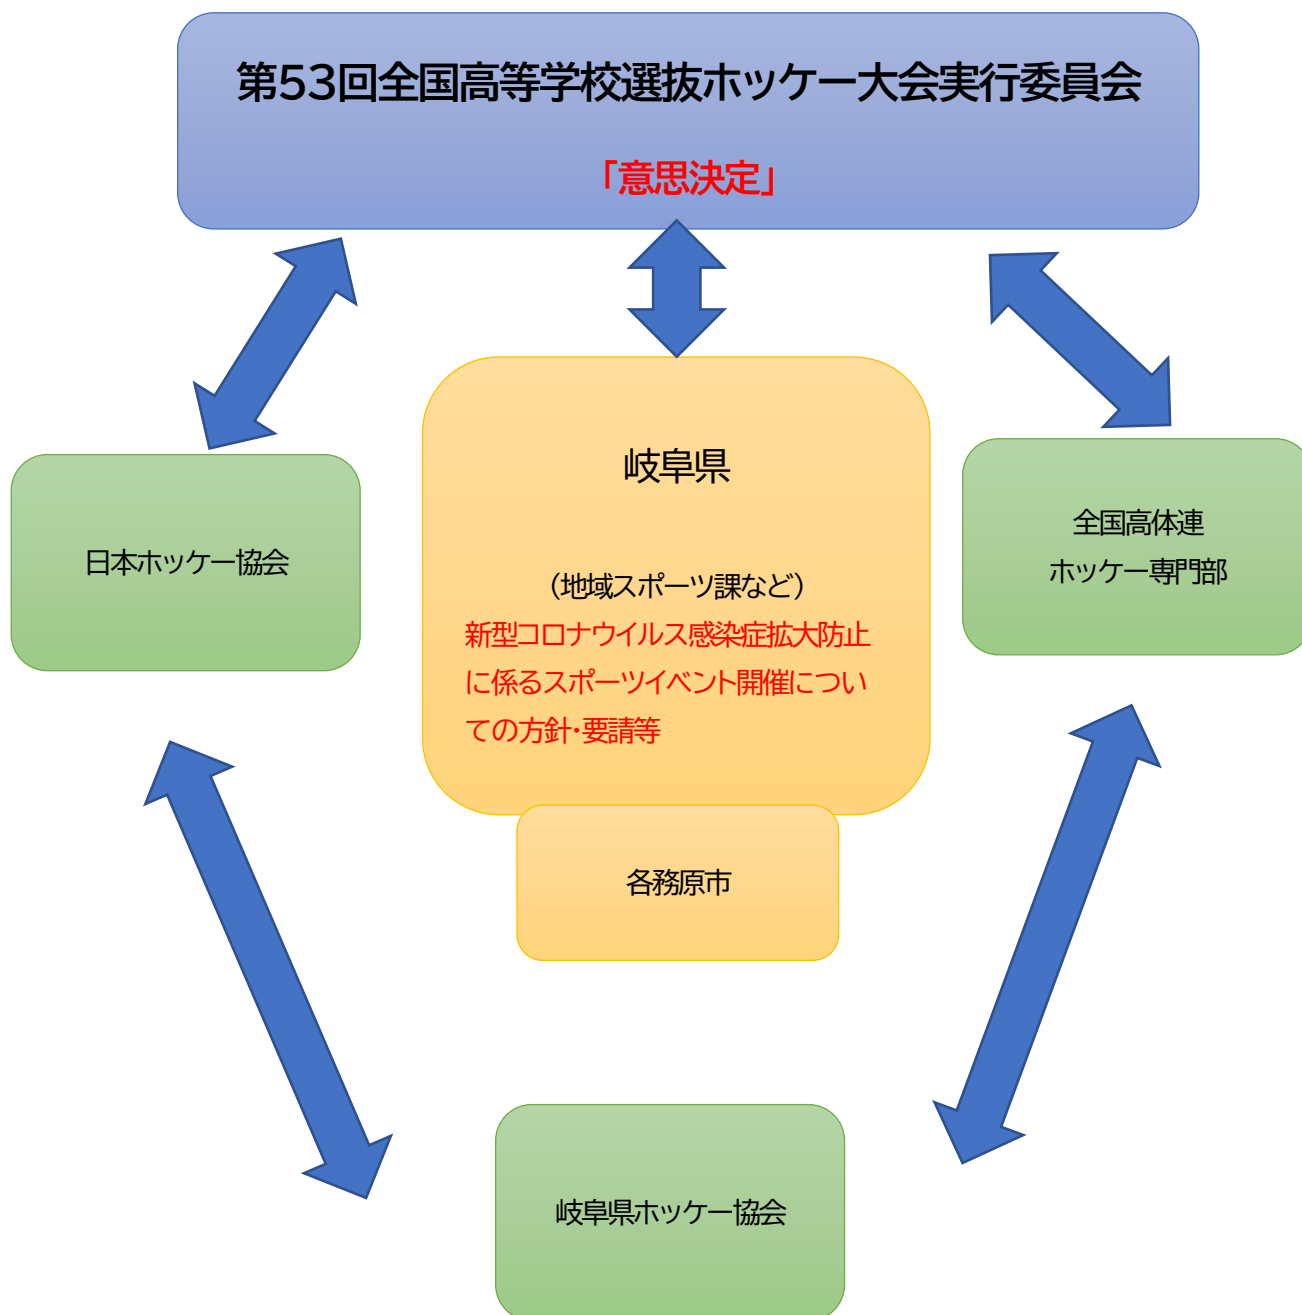 第53回全国高等学校選抜ホッケー大会実行委員会
「意思決定」
岐阜県
(地域スポーツ課など)
新型コロナウイルス感染症拡大防止
に係るスポーツイベント開催につい
ての方針・要請等
日本ホッケー協会
全国高体連
ホッケー専門部
各務原市
岐阜県ホッケー協会